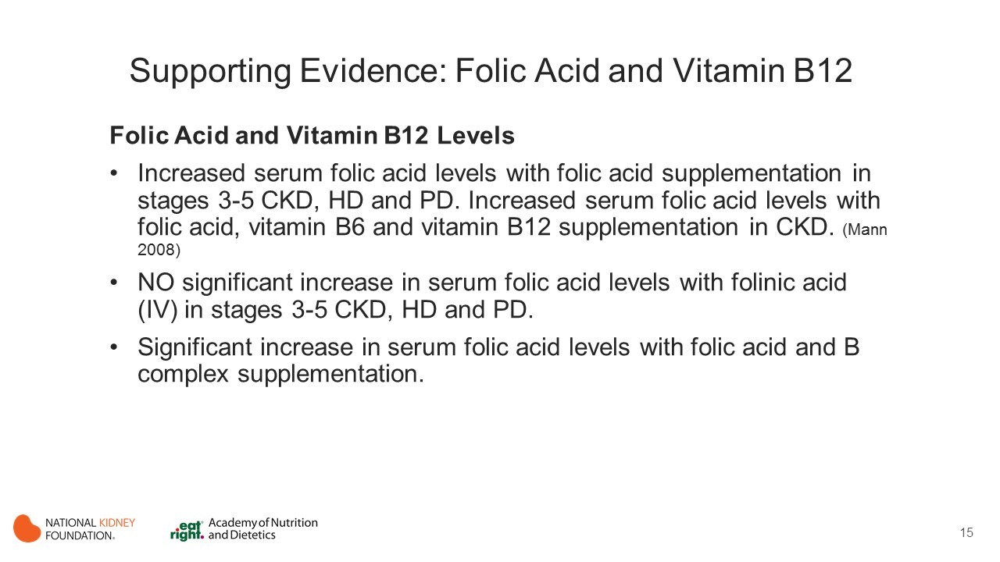 Supporting Evidence: Folic Acid and Vitamin B12
Folic Acid and Vitamin B12 Levels
• Increased serum folic acid levels with folic acid supplementation in
stages 3-5 CKD, HD and PD. Increased serum folic acid levels with
folic acid, vitamin B6 and vitamin B12 supplementation in CKD. (Mann
2008)
• NO significant increase in serum folic acid levels with folinic acid
(IV) in stages 3-5 CKD, HD and PD.
• Significant increase in serum folic acid levels with folic acid and B
complex supplementation.
NATIONAL KIDNEY
FOUNDATION®
eat®
right.
Academy of Nutrition
and Dietetics
15